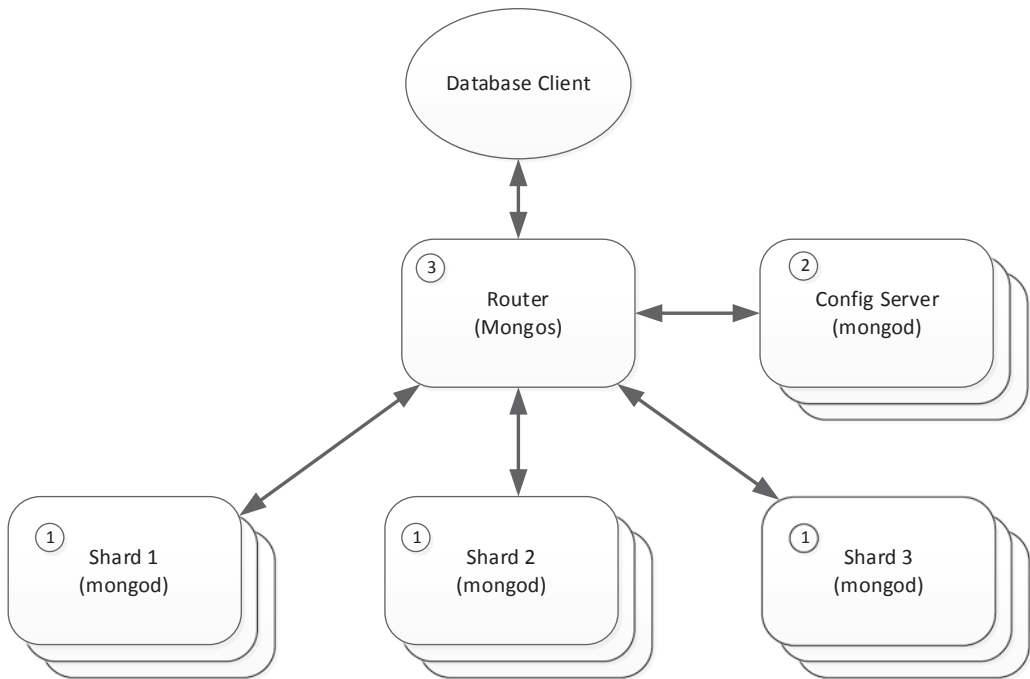 Database Client
3
Router
(Mongos)
2
Config Server
(mongod)
1
Shard 1
(mongod)
1
Shard 2
(mongod)
1
Shard 3
(mongod)